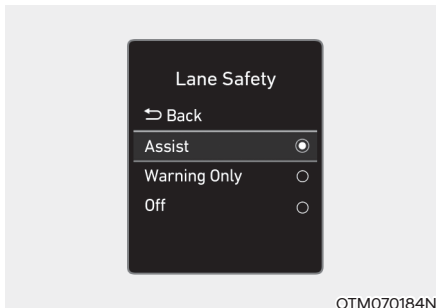 Lane Safety
Back
Assist
Warning Only
Off
OTM070184N